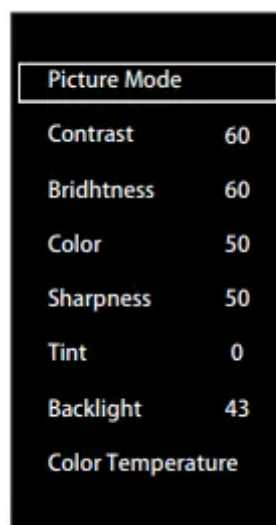 Picture Mode
Contrast 60
Bridhtness 60
Color 50
Sharpness 50
Tint 0
Backlight 43
Color Temperature